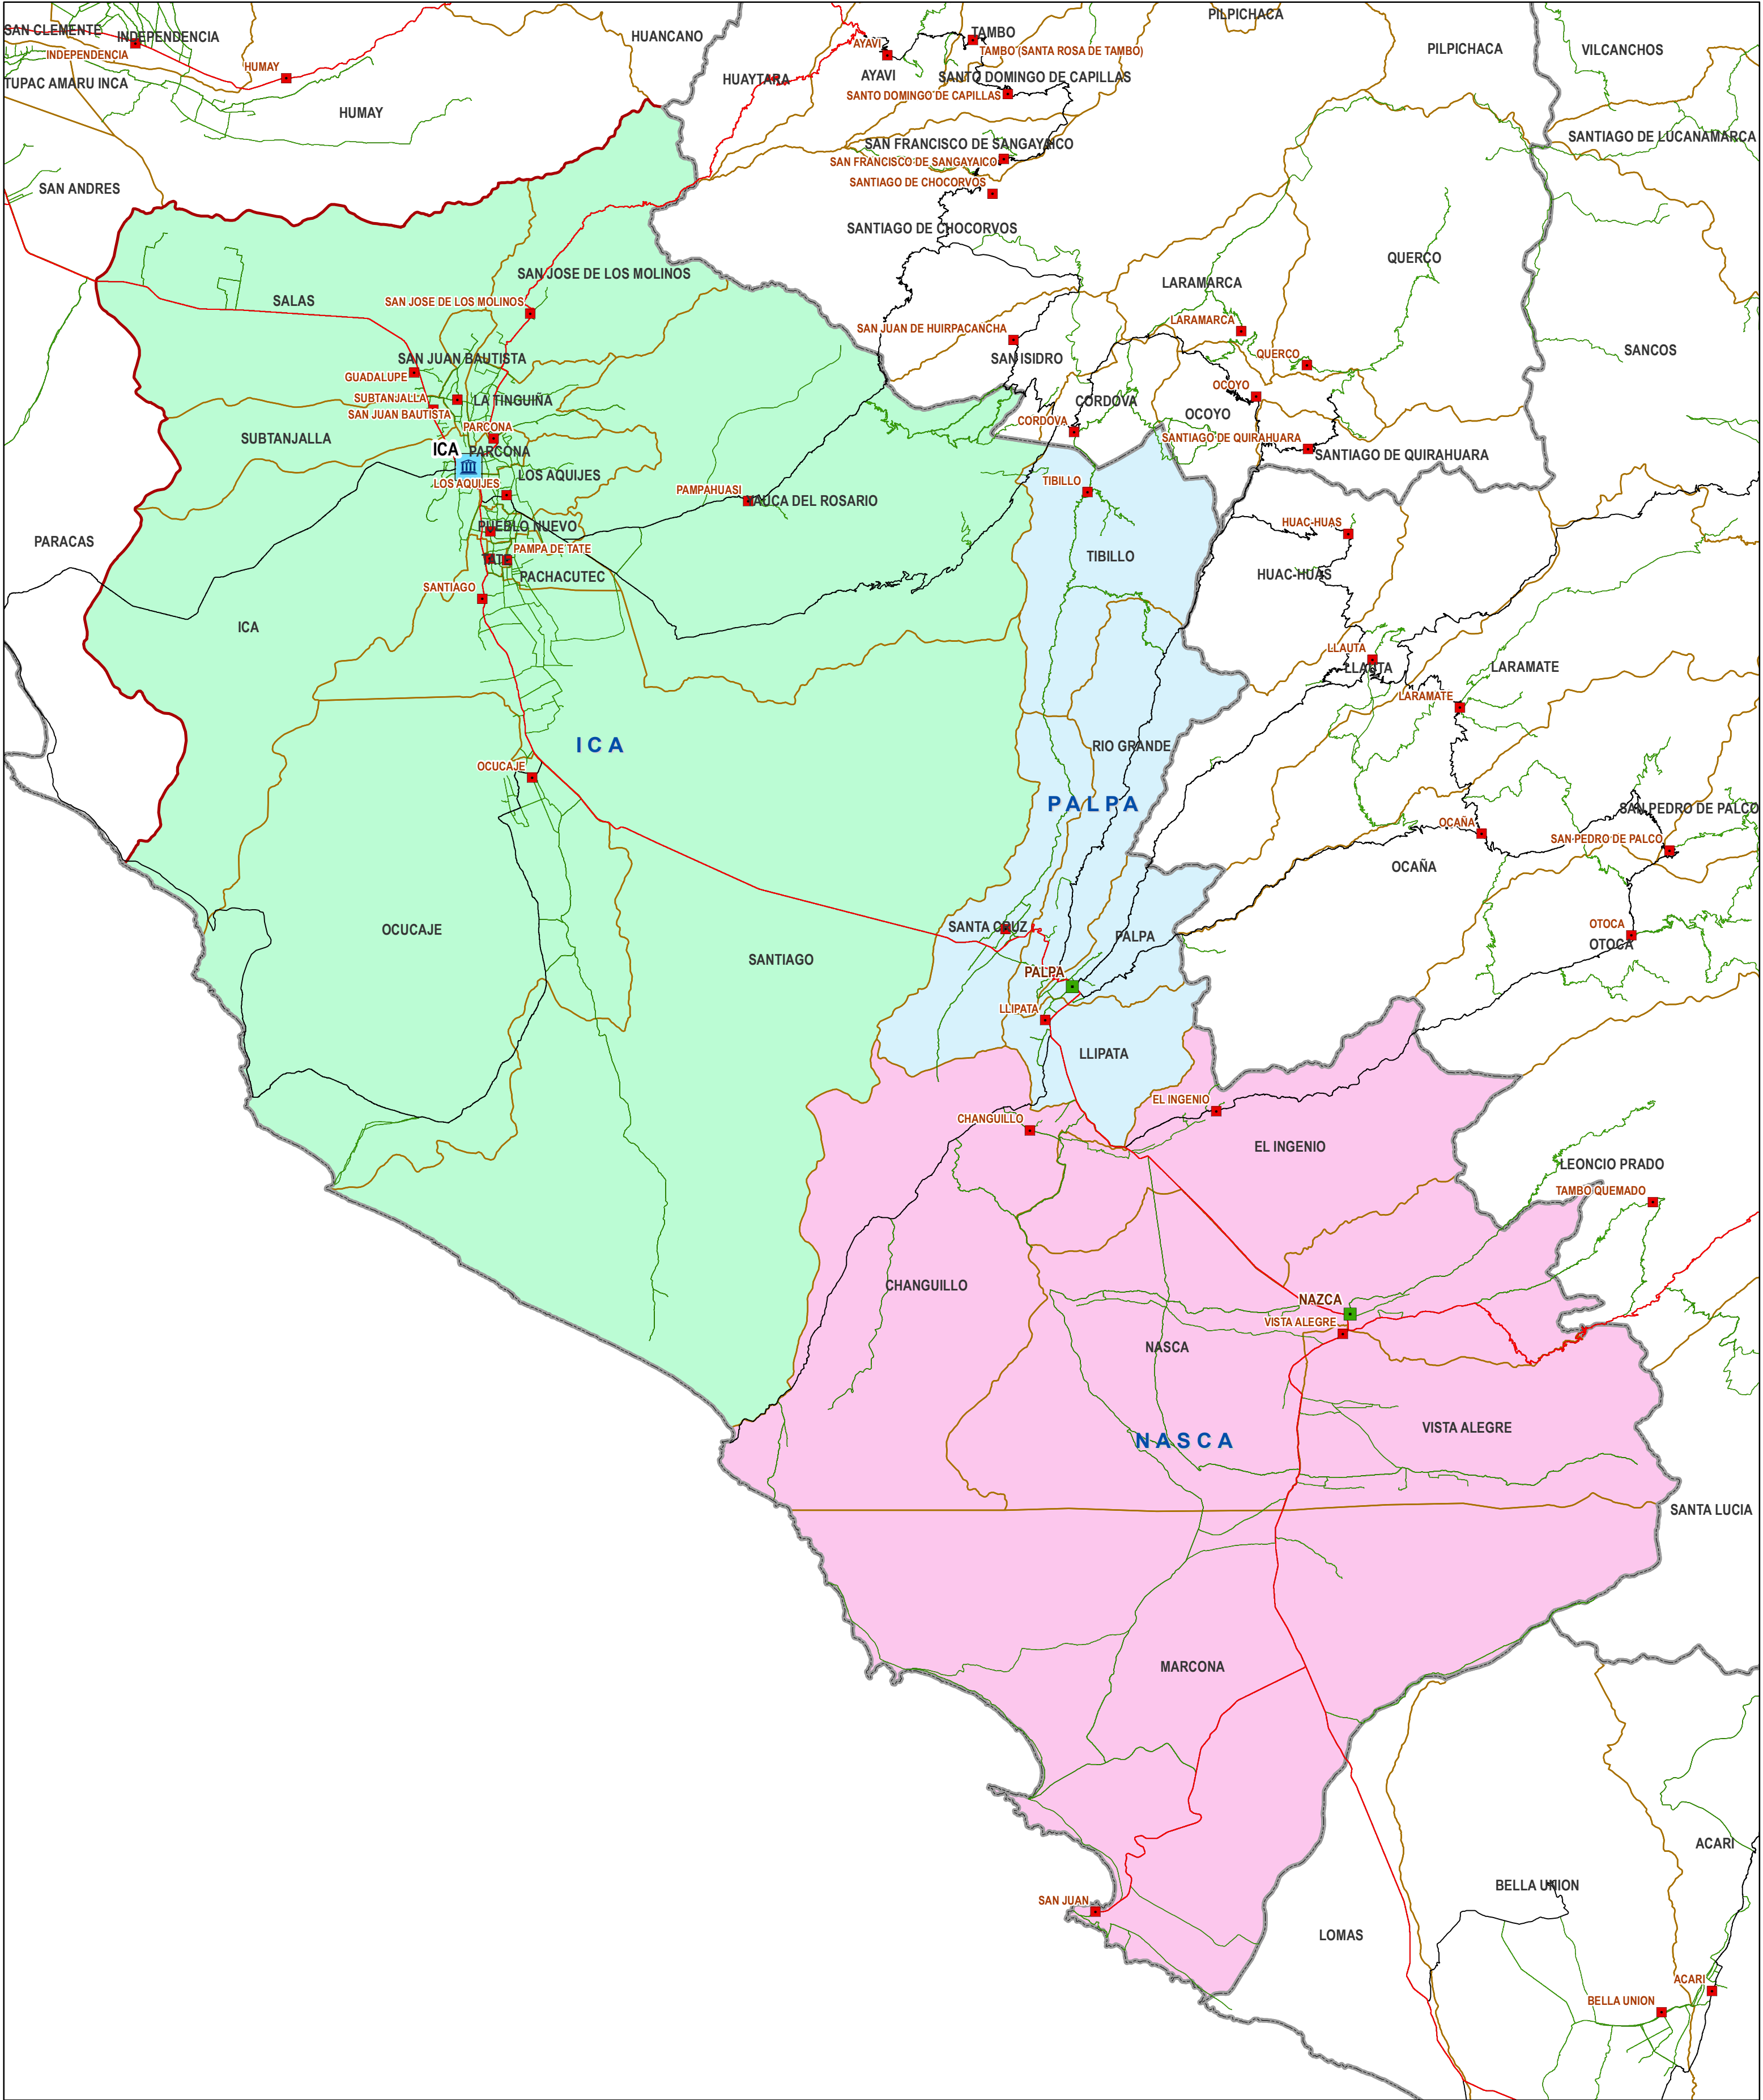 PILPICHACA
SAN CLEMENTE
INDEPENDENCIA
HUANCANO
TAMBO
AYAVI
TAMBO (SANTA ROSA DE TAMBO)
PILPICHACA
VILCANCHOS
INDEPENDENCIA
HUMAY
AYAVI
SANTO DOMINGO DE CAPILLAS
HUAYTARA
TUPAC AMARU INCA
SANTO DOMINGO DE CAPILLAS
HUMAY
SANTIAGO DE LUCANAMARCA
SAN FRANCISCO DE SANGAYAICO
SAN FRANCISCO DE SANGAYAICO
SANTIAGO DE CHOCORVOS
SAN ANDRES
SANTIAGO DE CHOCORVOS
QUERCO
SAN JOSE DE LOS MOLINOS
LARAMARCA
SALAS
SAN JOSE DE LOS MOLINOS
LARAMARCA
SAN JUAN DE HUIRPACANCHA
SANCOS
QUERCO
SAN JUAN BAUTISTA
SAN ISIDRO
GUADALUPE
OCOYO
SUBTANJALLA
LA TINGUIÑA
CORDOVA
SAN JUAN BAUTISTA
OCOYO
CORDOVA
PARCONA
SUBTANJALLA
SANTIAGO DE QUIRAHUARA
ICA
PARCONA
SANTIAGO DE QUIRAHUARA
LOS AQUIJES
LOS AQUIJES
TIBILLO
PAMPAHUASI
YAUCA DEL ROSARIO
HUAC-HUAS
PUEBLO NUEVO
PARACAS
PAMPA DE TATE
TIBILLO
TATE
PACHACUTEC
HUAC-HUAS
SANTIAGO
ICA
LLAUTA
LLAUTA
LARAMATE
LARAMATE
ICA
RIO GRANDE
OCUCAJE
PALPA
SAN PEDRO DE PALCO
OCAÑA
SAN PEDRO DE PALCO
OCAÑA
OTOCA
SANTA CRUZ
OCUCAJE
PALPA
OTOCA
SANTIAGO
PALPA
LLIPATA
LLIPATA
EL INGENIO
CHANGUILLO
EL INGENIO
LEONCIO PRADO
TAMBO QUEMADO
CHANGUILLO
NAZCA
VISTA ALEGRE
NASCA
VISTA ALEGRE
NASCA
SANTA LUCIA
MARCONA
ACARI
BELLA UNION
SAN JUAN
LOMAS
ACARI
BELLA UNION